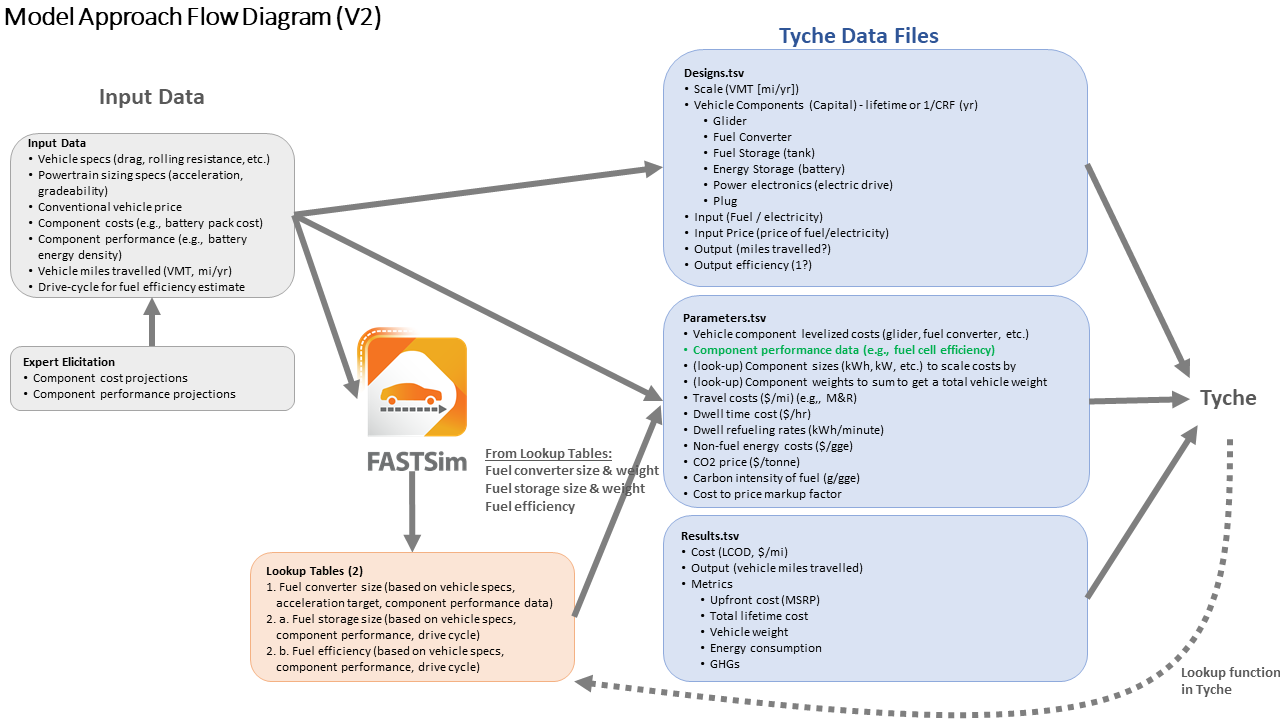 Model Approach Flow Diagram (V2)
Input Data
Input Data
• Vehicle specs (drag, rolling resistance, etc.)
• Powertrain sizing specs (acceleration,
gradeability)
• Conventional vehicle price
• Component costs (e.g., battery pack cost)
• Component performance (e.g., battery
energy density)
• Vehicle miles travelled (VMT, mi/yr)
• Drive-cycle for fuel efficiency estimate
Expert Elicitation
• Component cost projections
• Component performance projections
FASTSim
From Lookup Tables:
Fuel converter size & weight
Fuel storage size & weight
Fuel efficiency
Lookup Tables (2)
1. Fuel converter size (based on vehicle specs,
acceleration target, component performance data)
2. a. Fuel storage size (based on vehicle specs,
component performance, drive cycle)
2. b. Fuel efficiency (based on vehicle specs,
component performance, drive cycle)
Tyche Data Files
Designs.tsv
• Scale (VMT [mi/yr])
• Vehicle Components (Capital) - lifetime or 1/CRF (yr)
• Glider
• Fuel Converter
• Fuel Storage (tank)
• Energy Storage (battery)
• Power electronics (electric drive)
• Plug
• Input (Fuel / electricity)
• Input Price (price of fuel/electricity)
• Output (miles travelled?)
• Output efficiency (1?)
Parameters.tsv
• Vehicle component levelized costs (glider, fuel converter, etc.)
• Component performance data (e.g., fuel cell efficiency)
• (look-up) Component sizes (kWh, kW, etc.) to scale costs by
• (look-up) Component weights to sum to get a total vehicle weight
• Travel costs ($/mi) (e.g,, M&R)
• Dwell time cost ($/hr)
• Dwell refueling rates (kWh/minute)
• Non-fuel energy costs ($/gge)
• CO2 price ($/tonne)
• Carbon intensity of fuel (g/gge)
• Cost to price markup factor
Results.tsv
• Cost (LCOD, $/mi)
• Output (vehicle miles travelled)
• Metrics
• Upfront cost (MSRP)
• Total lifetime cost
• Vehicle weight
• Energy consumption
• GHGs
Tyche
Lookup function
in Tyche